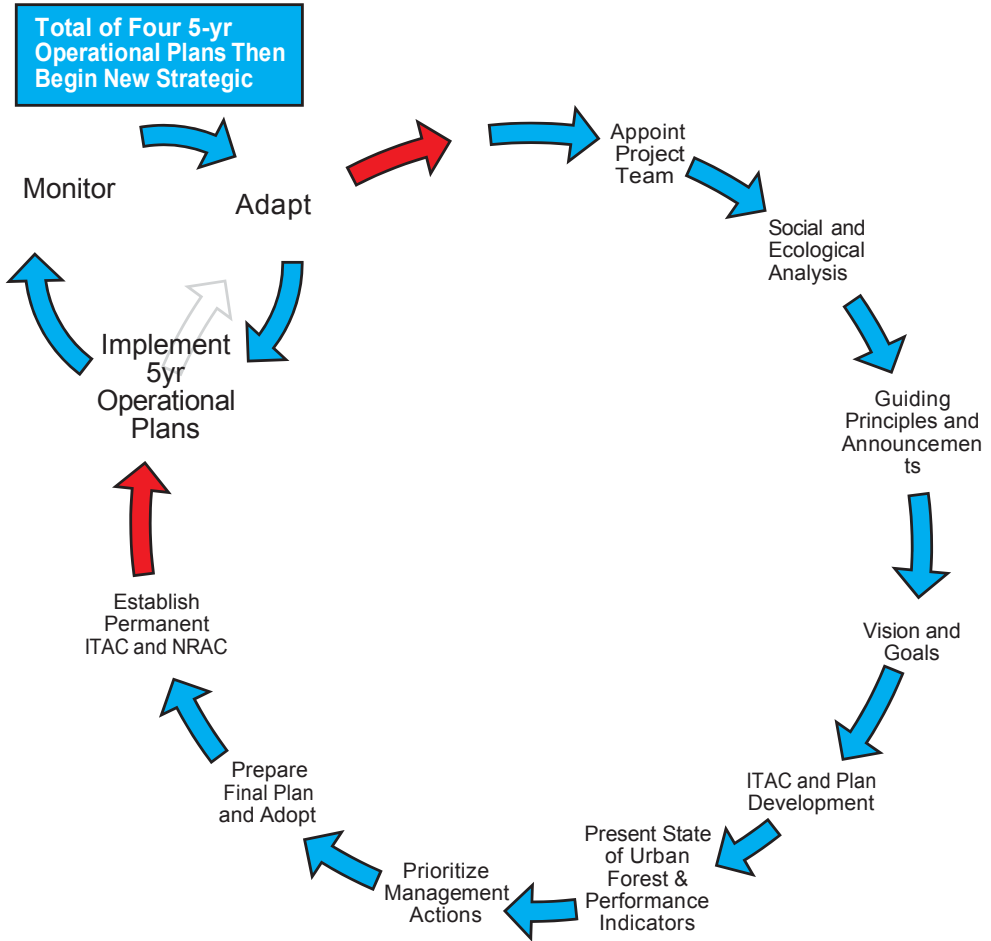 Total of Four 5-yr
Operational Plans Then
Begin New Strategic
Monitor
Adapt
Implement
5yr
Operational
Plans
Appoint
Project
Team
Social and
Ecological
Analysis
Guiding
Principles and
Announcemen
ts
Vision and
Goals
ITAC and Plan
Development
Present State
of Urban
Forest &
Performance
Indicators
Prioritize
Management
Actions
Prepare
Final Plan
and Adopt
Establish
Permanent
ITAC and NRAC